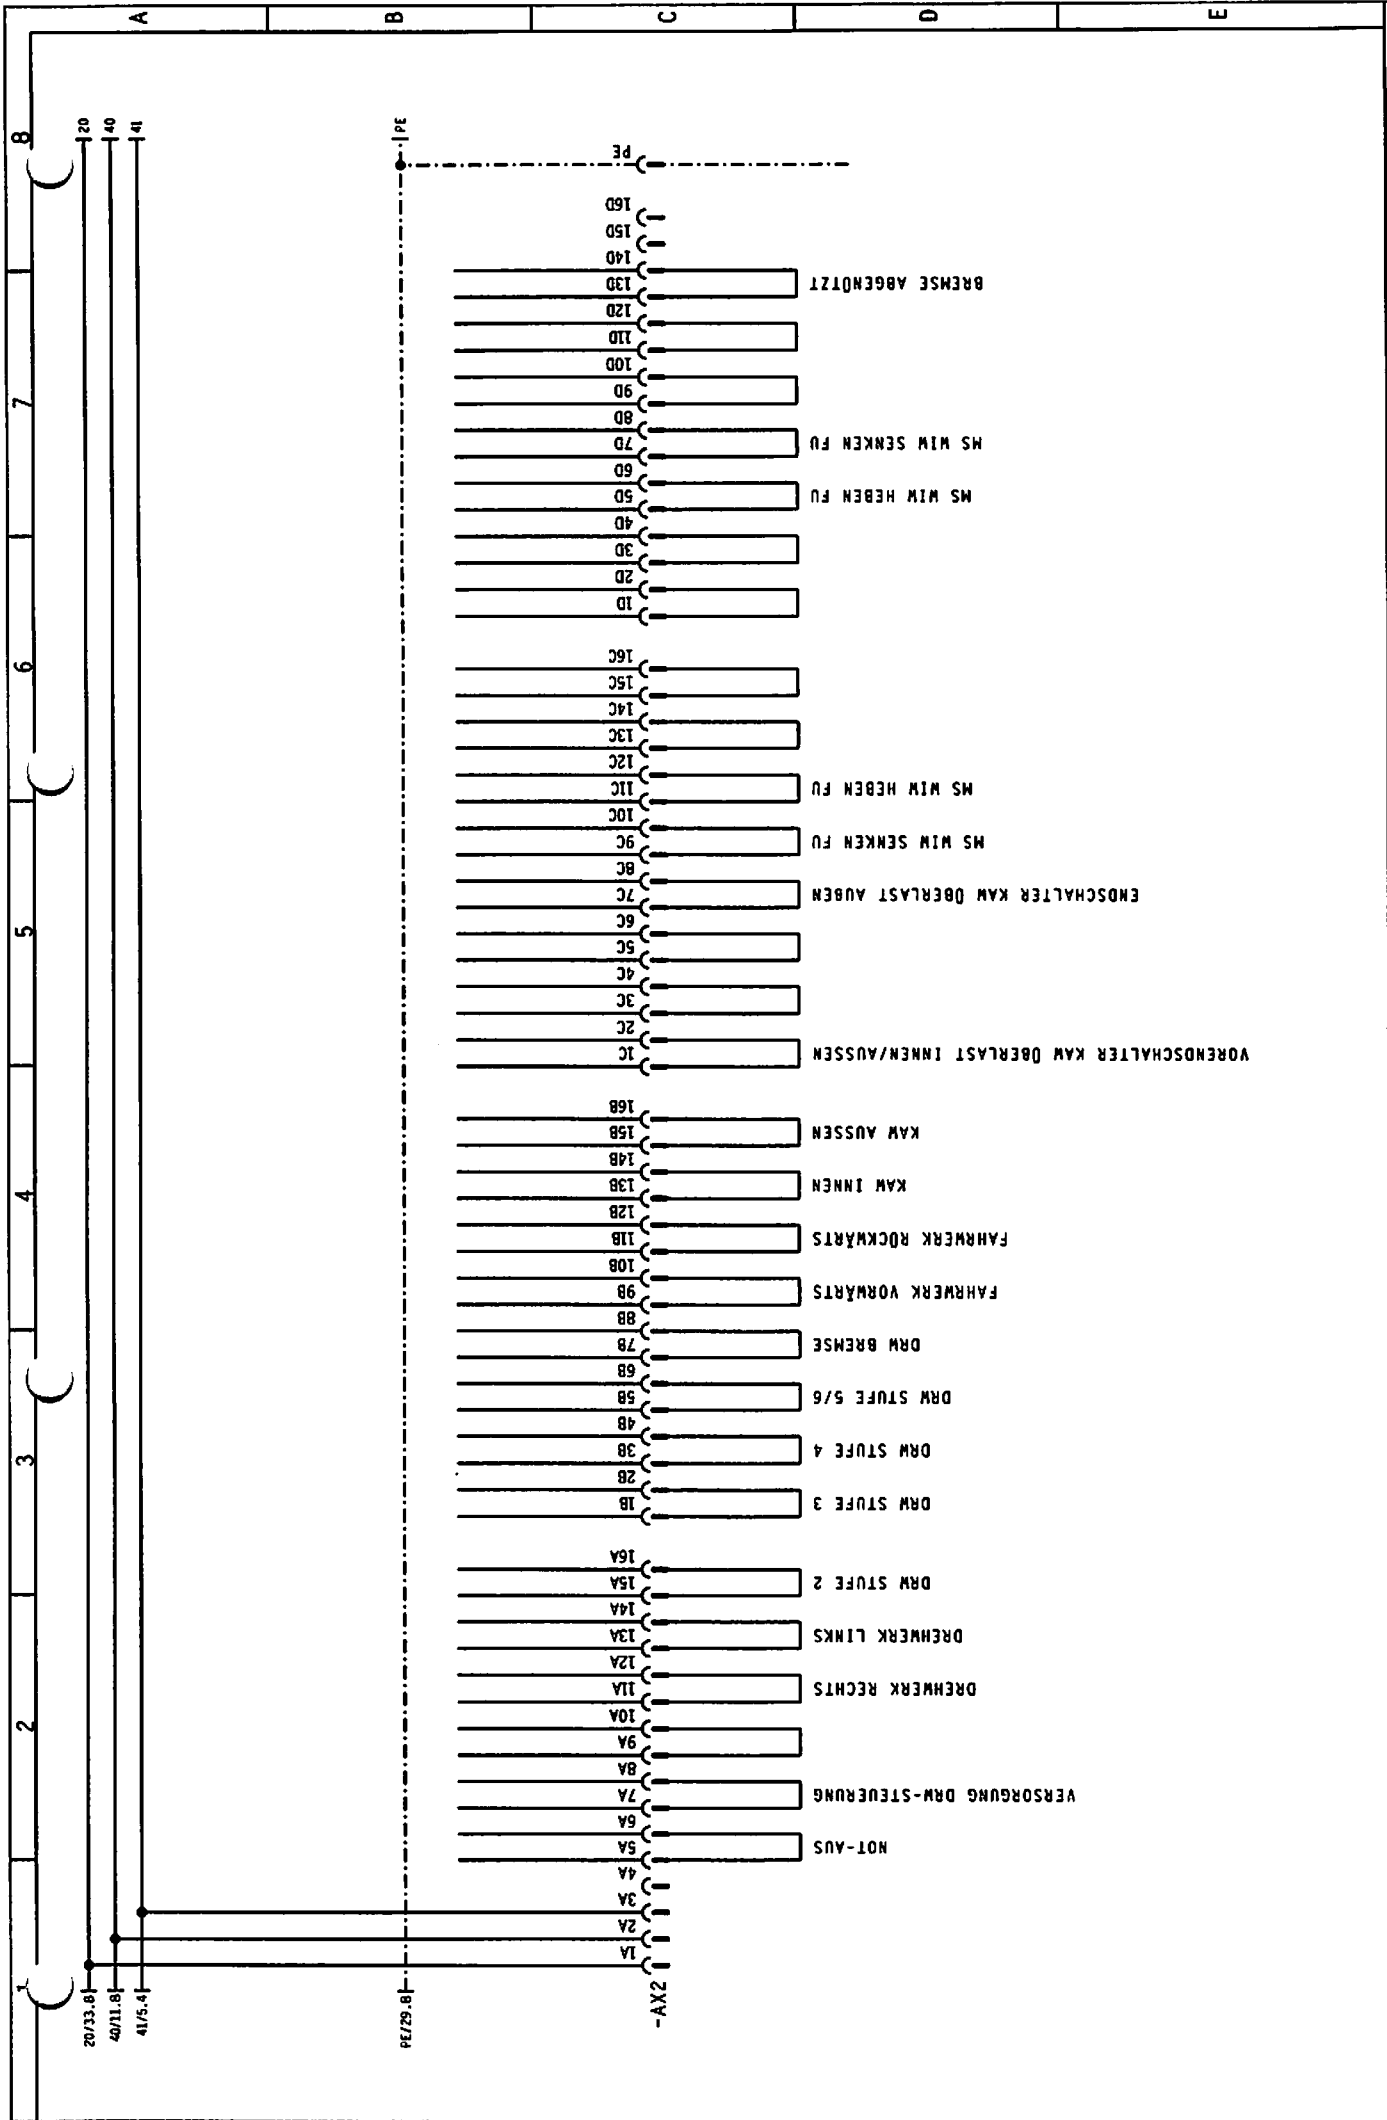 1 2 3 4 5 6 7 8
A
B
C
D
E
20/33.8 20
40/11.8 40
41/5.4 41
PE/29.8 PE
-AX2
1A 2A 3A 4A 5A 6A 7A 8A 9A 10A 11A 12A 13A 14A 15A 16A
1B 2B 3B 4B 5B 6B 7B 8B 9B 10B 11B 12B 13B 14B 15B 16B
1C 2C 3C 4C 5C 6C 7C 8C 9C 10C 11C 12C 13C 14C 15C 16C
1D 2D 3D 4D 5D 6D 7D 8D 9D 10D 11D 12D 13D 14D 15D 16D
PE
NOT-AUS
VERSORGUNG DRW-STEUERUNG
DREHWERK RECHTS
DREHWERK LINKS
DRW STUFE 2
DRW STUFE 3
DRW STUFE 4
DRW STUFE 5/6
DRW BREMSE
FAHRWERK VORWÄRTS
FAHRWERK RÜCKWÄRTS
KAW INNEN
KAW AUSSEN
VORENDSCHALTER KAW ÜBERLAST INNEN/AUSSEN
ENDSCHALTER KAW ÜBERLAST AUßEN
MS WIW SENKEN FU
MS WIW HEBEN FU
MS WIW HEBEN FU
MS WIW SENKEN FU
BREMSE ABGENÜTZT